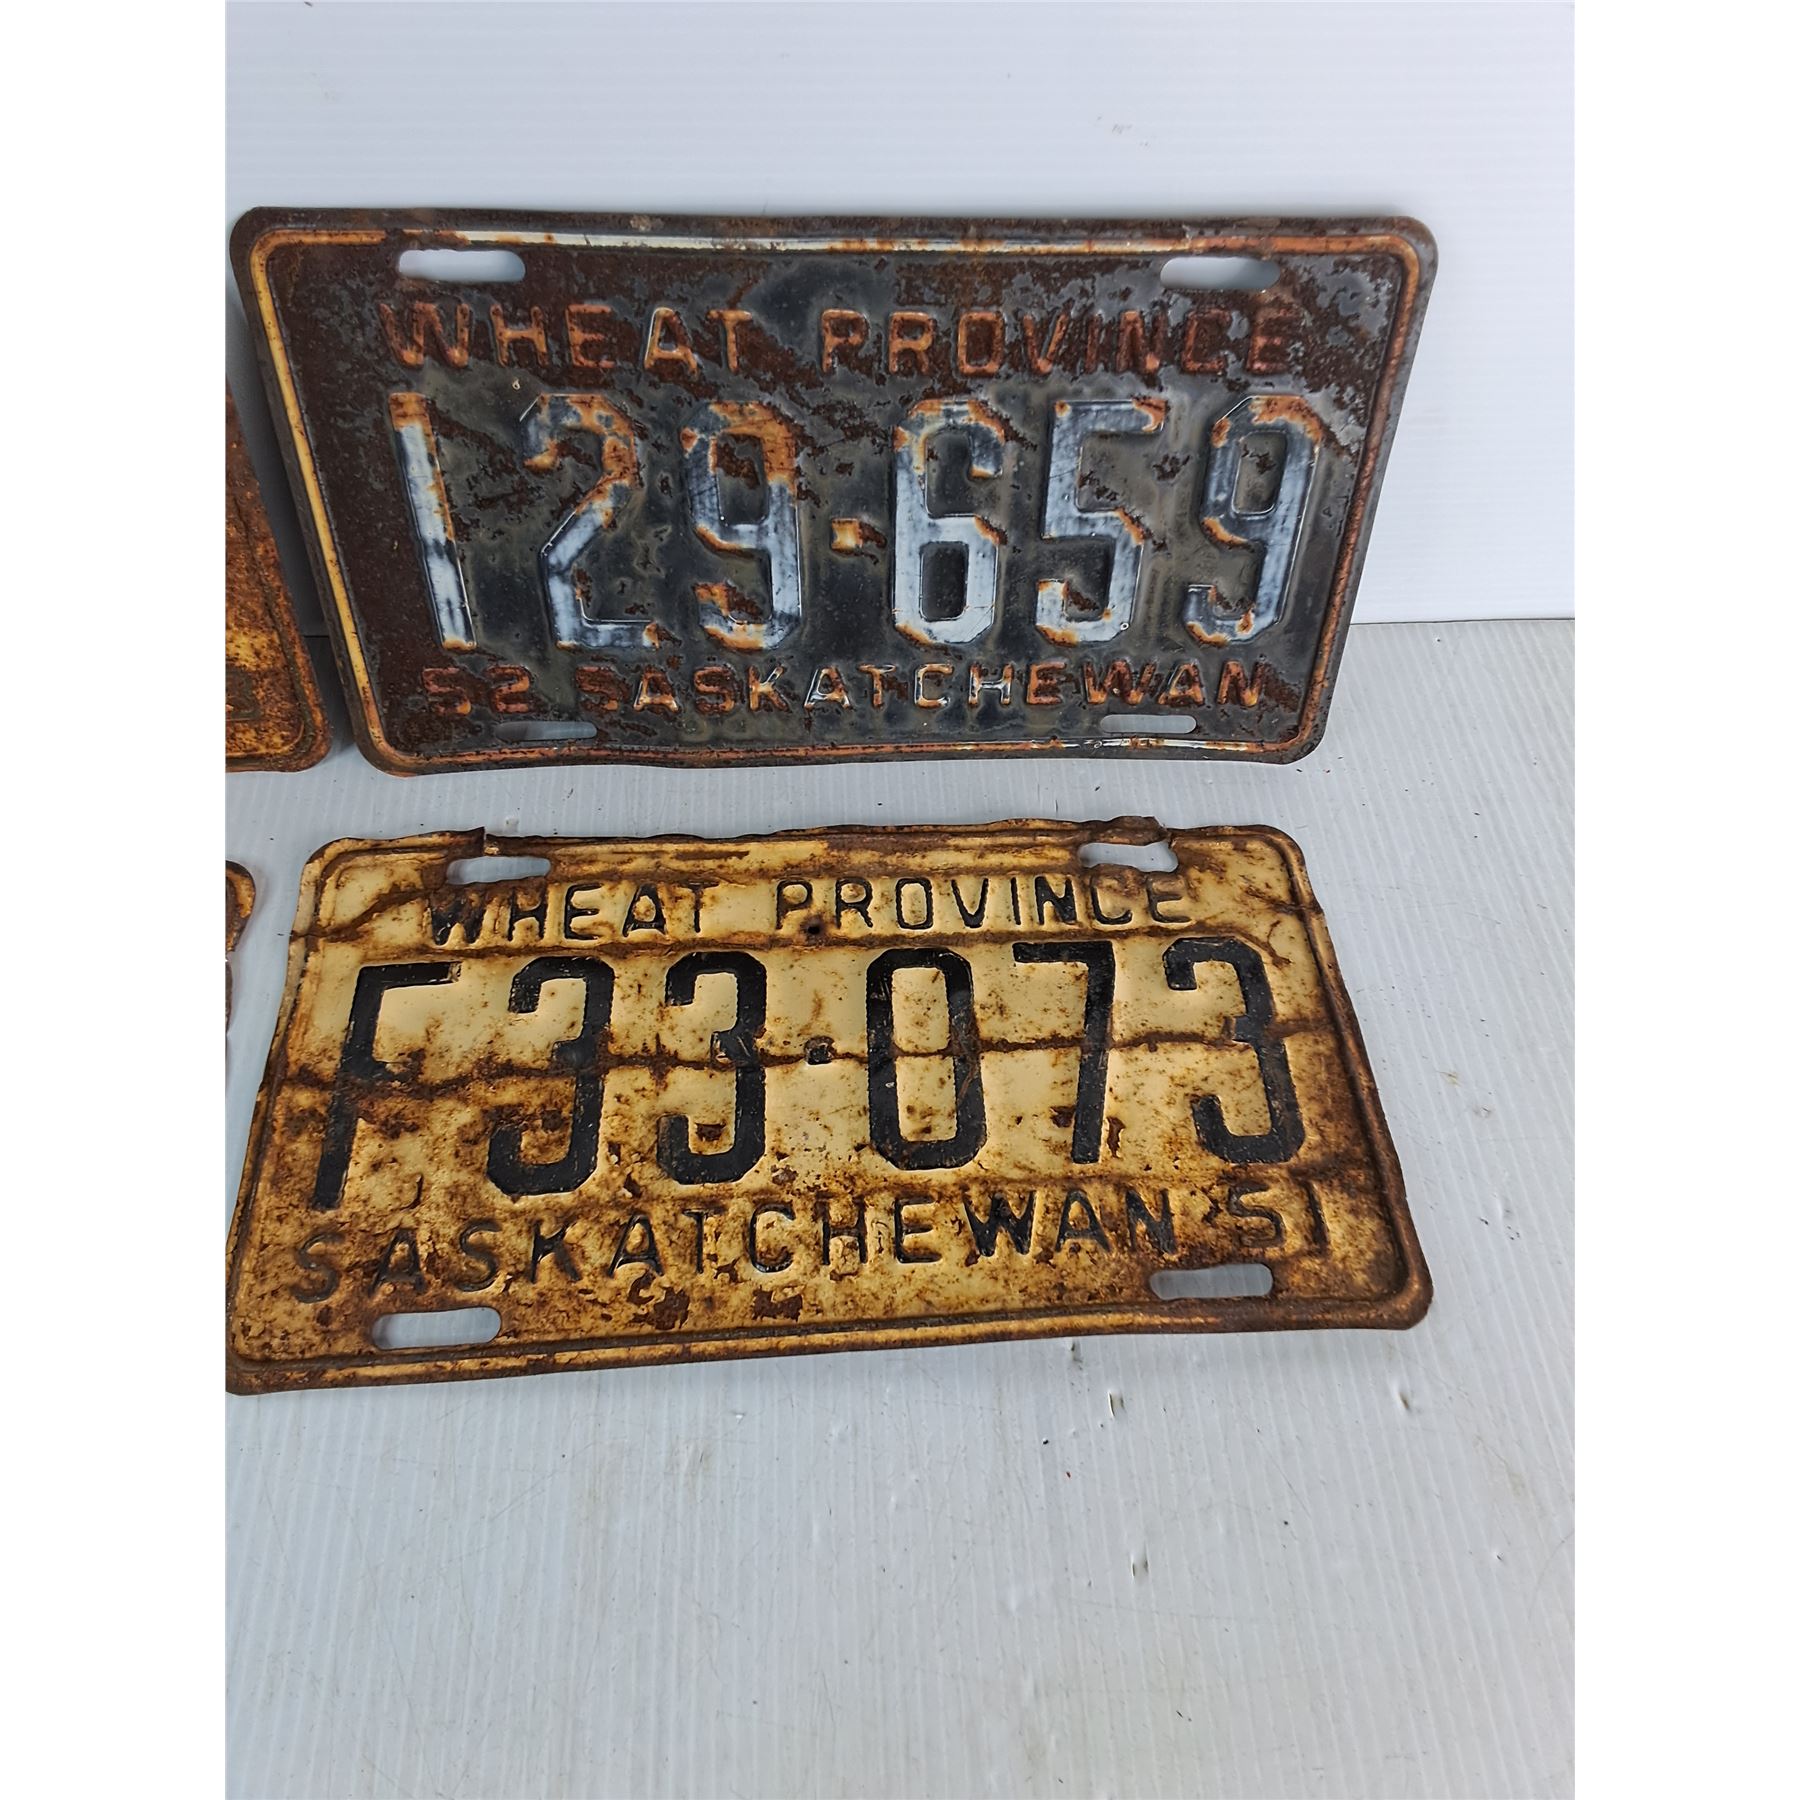 WHEAT PROVINCE
129·659
52 SASKATCHEWAN
WHEAT PROVINCE
F33·073
SASKATCHEWAN 51